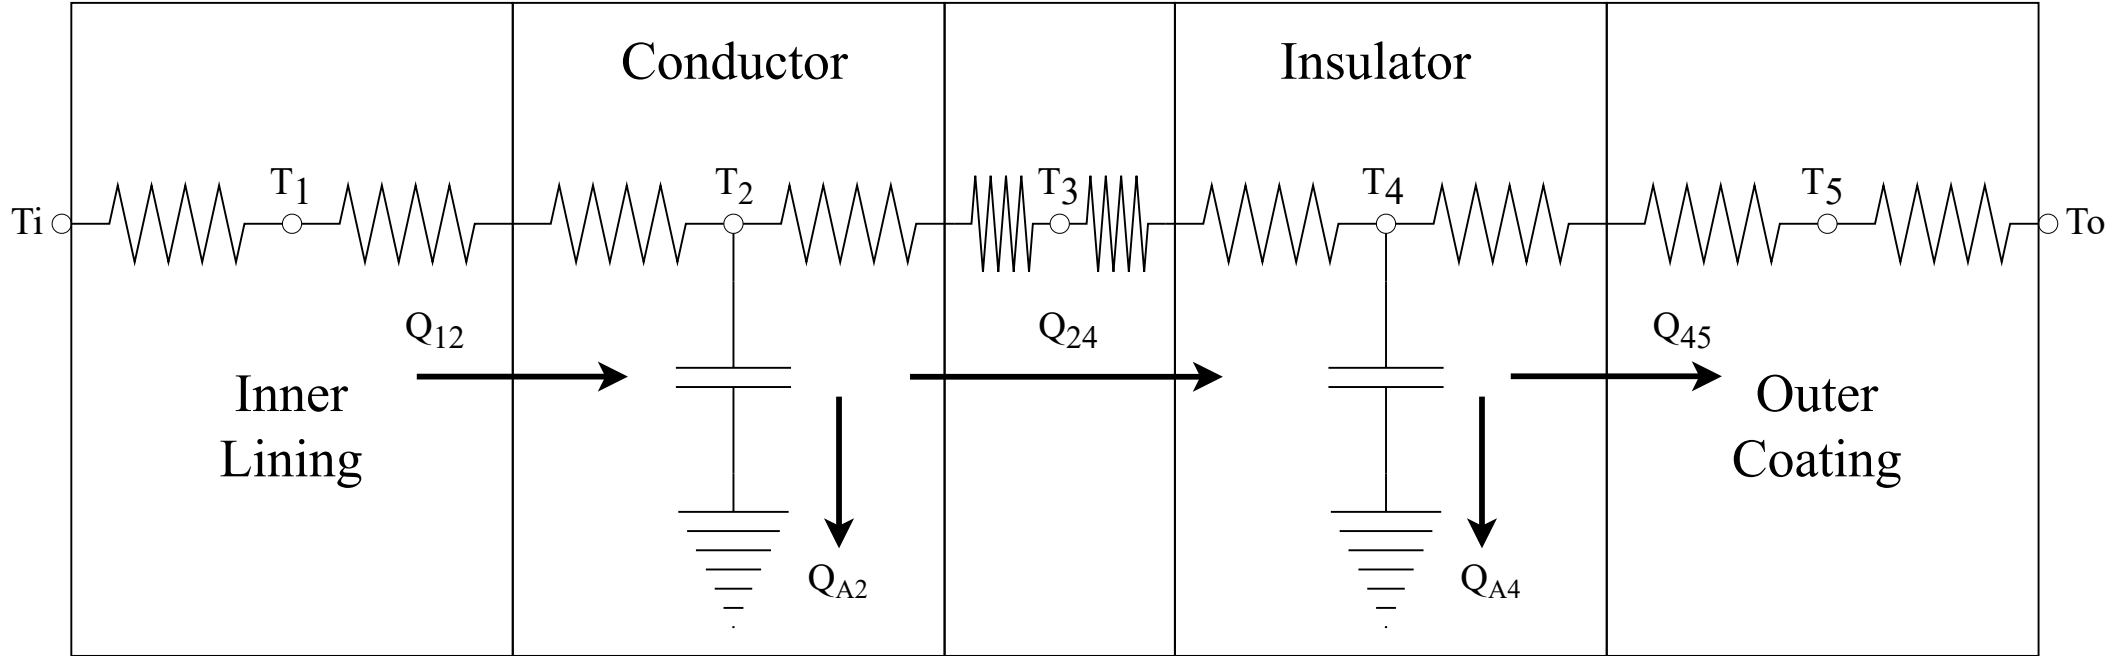 Conductor
Insulator
Ti
T1
T2
T3
T4
T5
To
Q12
Q24
Q45
Inner
Lining
Outer
Coating
QA2
QA4